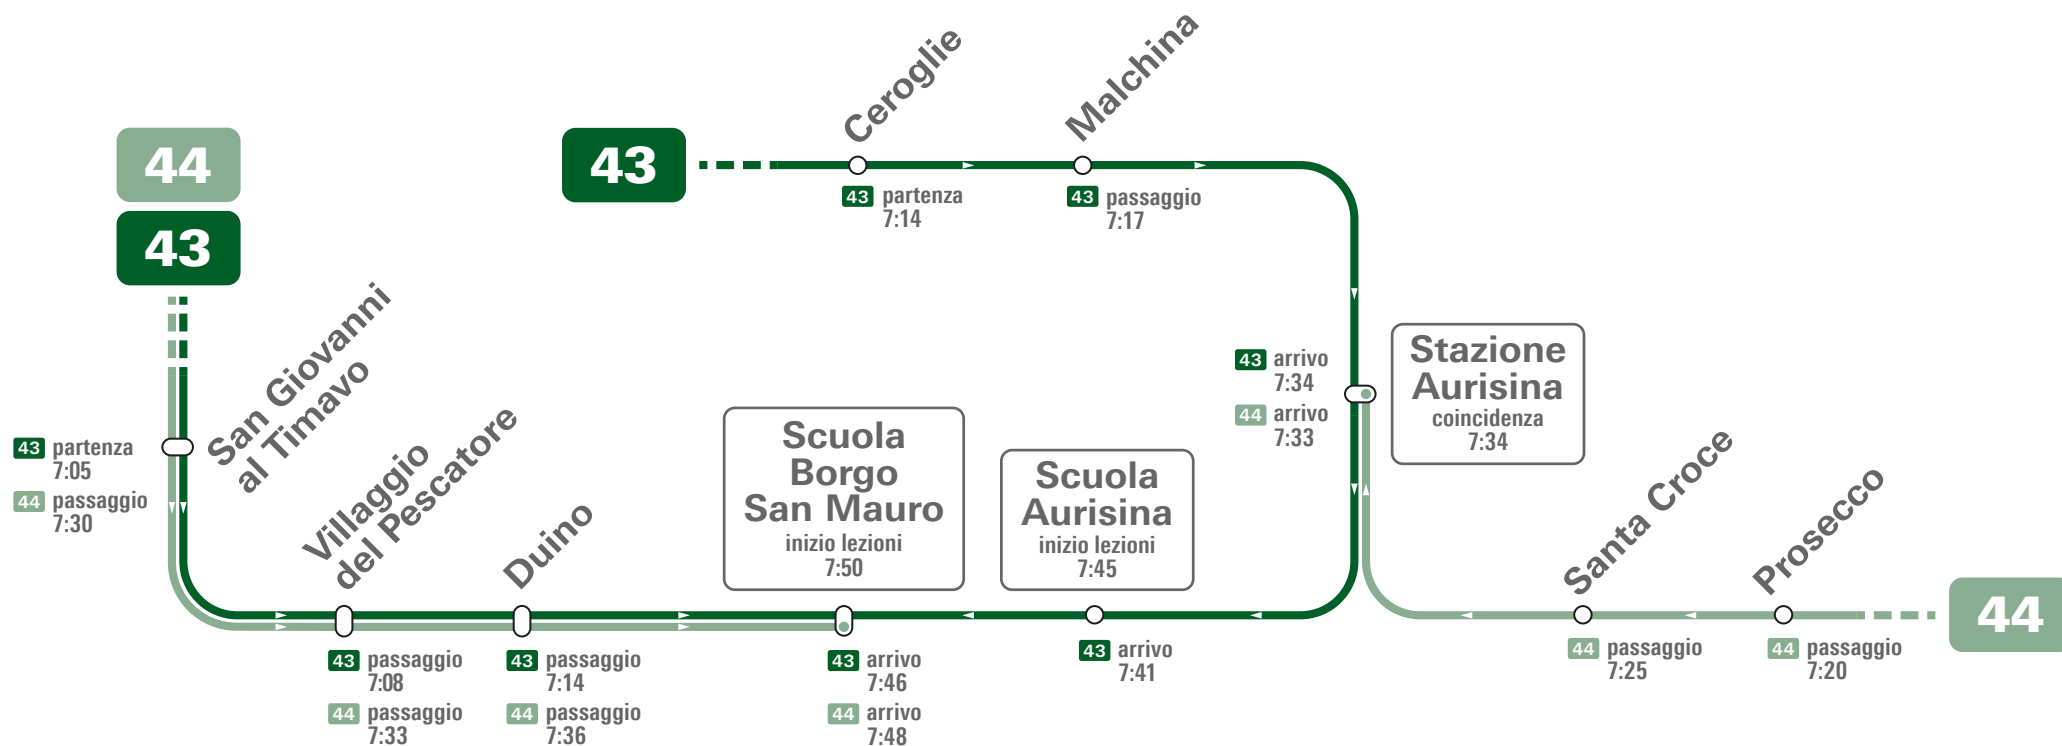 44
43
43
Ceroglie
43 partenza
7:14
Malchina
43 passaggio
7:17
San Giovanni
al Timavo
43 partenza
7:05
44 passaggio
7:30
Villaggio
del Pescatore
43 passaggio
7:08
44 passaggio
7:33
Duino
43 passaggio
7:14
44 passaggio
7:36
Scuola
Borgo
San Mauro
inizio lezioni
7:50
43 arrivo
7:46
44 arrivo
7:48
Scuola
Aurisina
inizio lezioni
7:45
43 arrivo
7:41
43 arrivo
7:34
44 arrivo
7:33
Stazione
Aurisina
coincidenza
7:34
Santa Croce
44 passaggio
7:25
Prosecco
44 passaggio
7:20
44